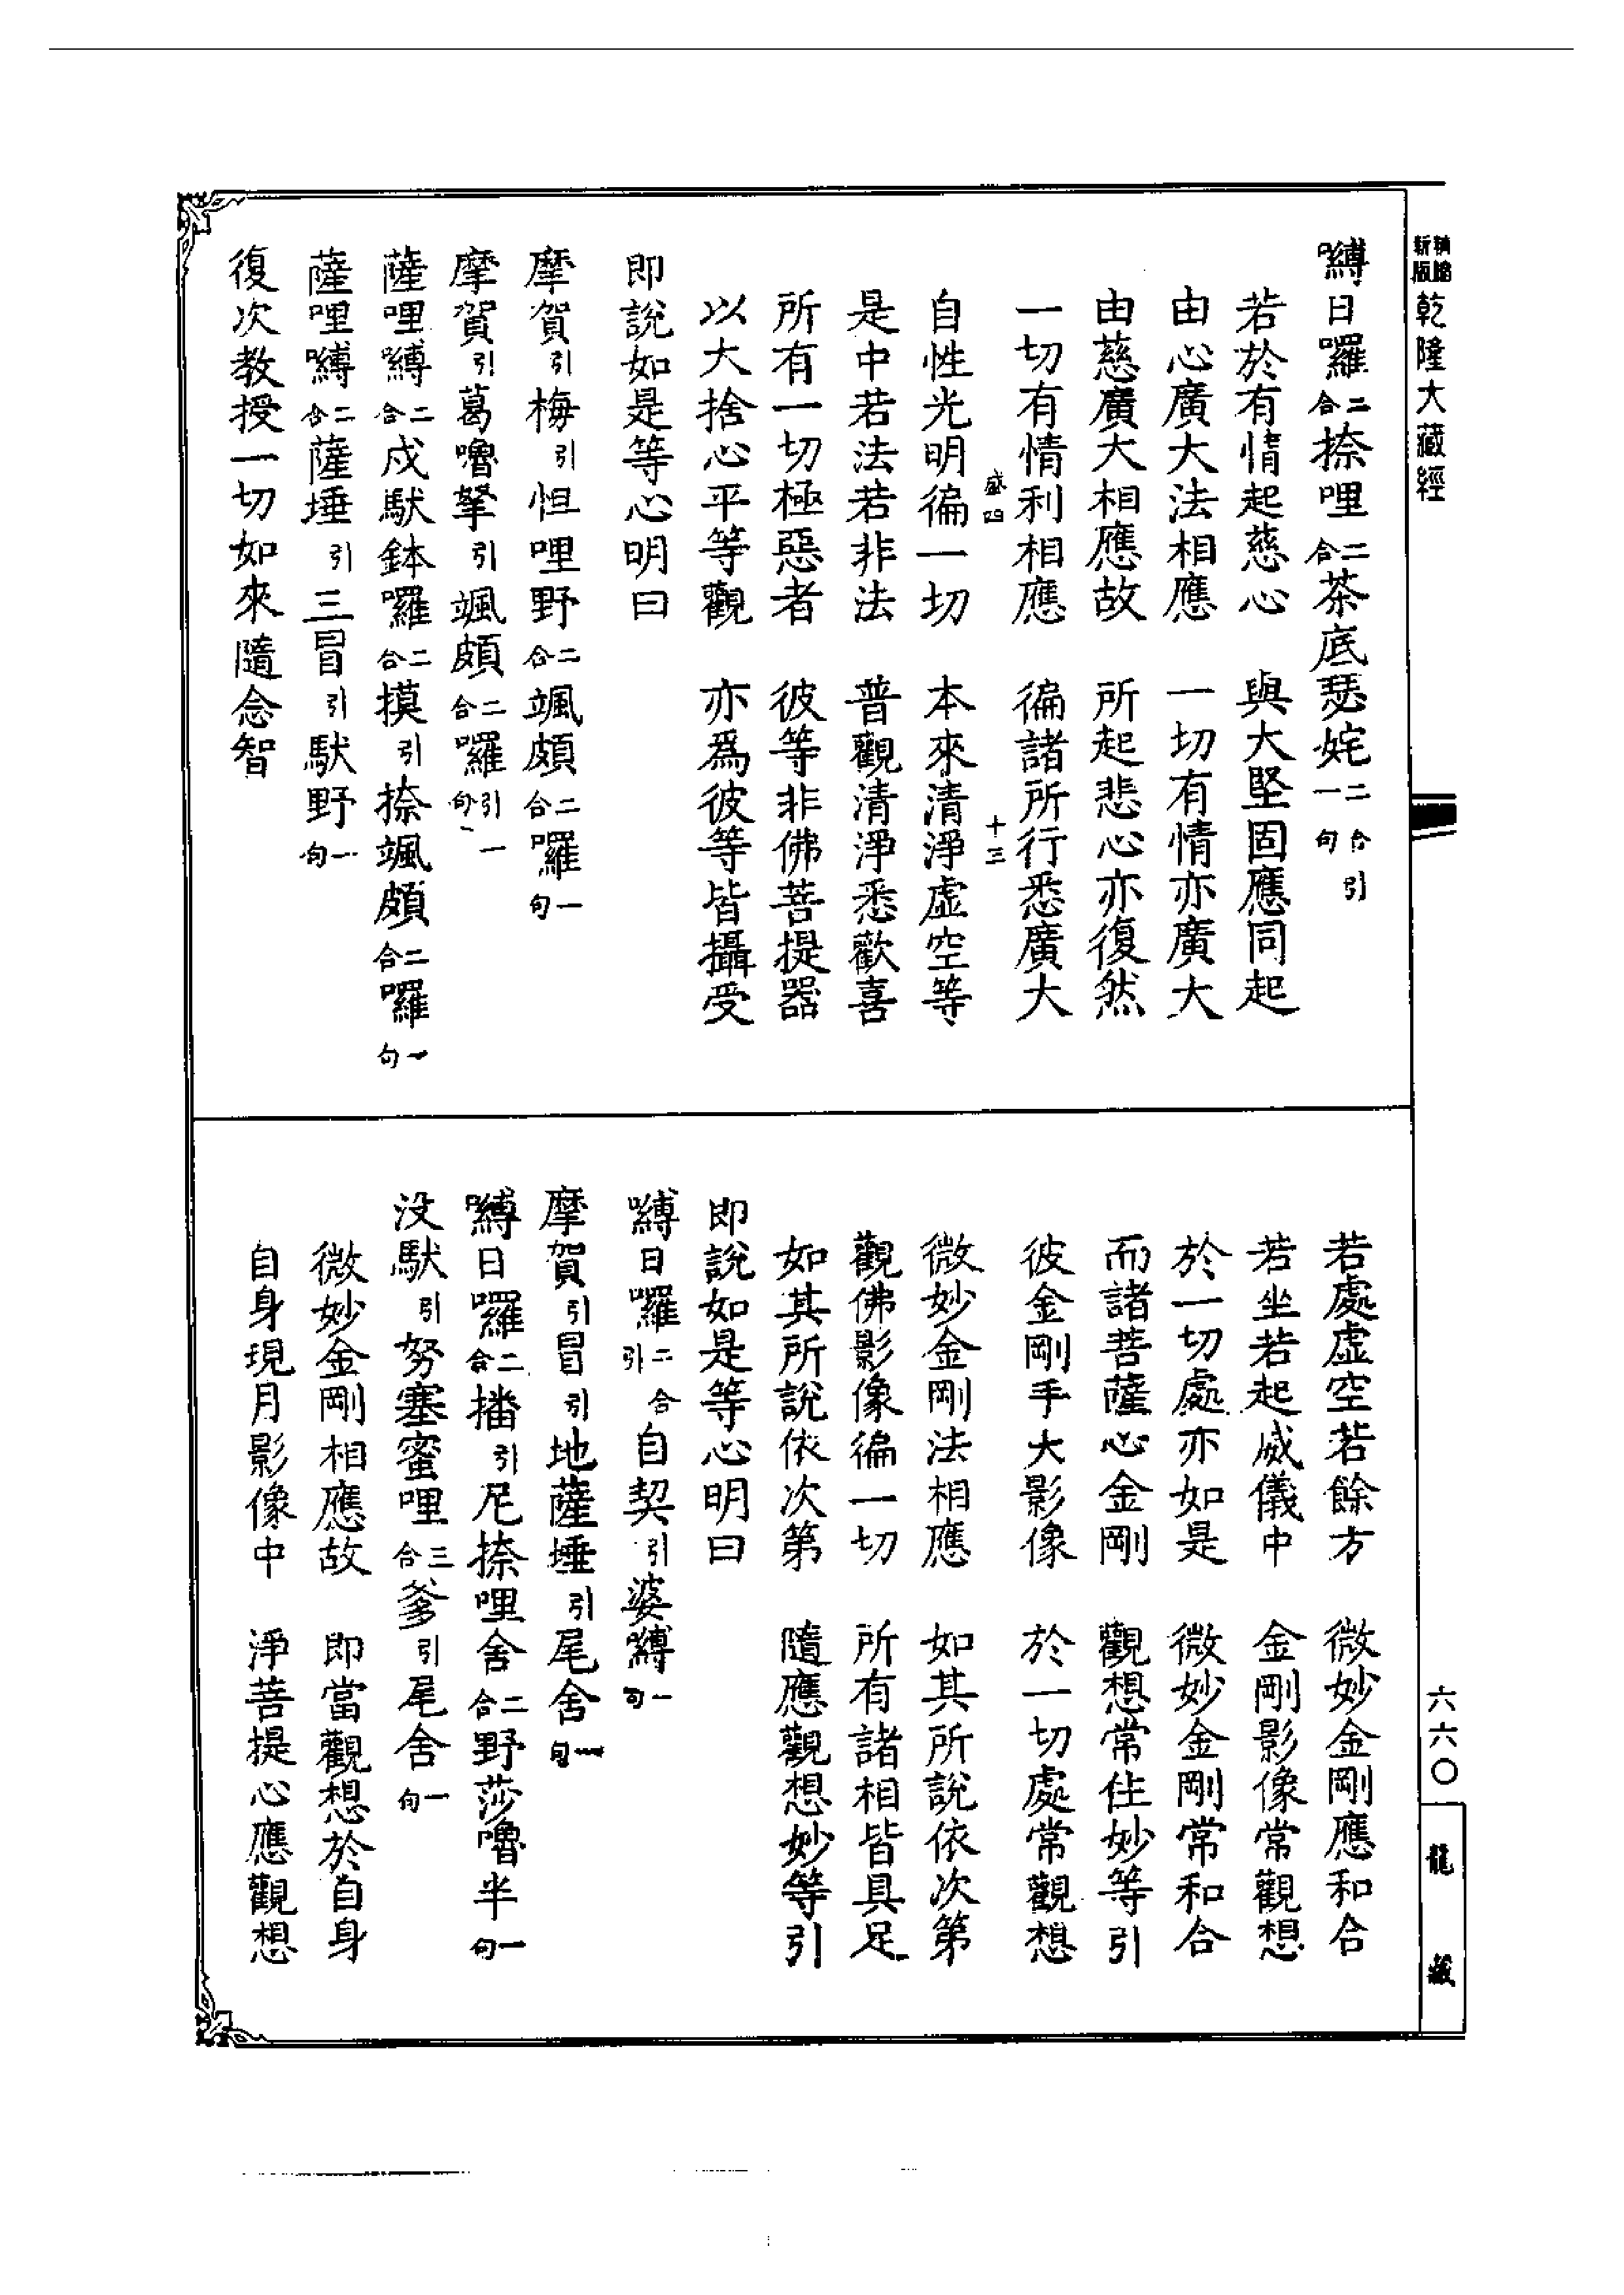 新版
乾隆大藏經
㘕日囉二合捺哩二合茶底瑟姹二合引一句
若於有情起慈心　與大堅固應同起
由心廣大法相應　一切有情亦廣大
由慈廣大相應故　所起悲心亦復然
一切有情利相應　徧諸所行悉廣大
盛四　十三
自性光明徧一切　本來清淨虛空等
是中若法若非法　普觀清淨悉歡喜
所有一切極惡者　彼等非佛菩提器
以大捨心平等觀　亦為彼等皆攝受
即說如是等心明曰
摩賀引梅引怛哩野二合颯頗二合囉一句
摩賀引葛嚕拏引颯頗二合囉引一句
薩哩嚩二合戍馱鉢囉二合摸引捺颯頗二合囉一句
薩哩嚩二合薩埵引三冒引馱野一句
復次教授一切如來隨念智
若處虛空若餘方　微妙金剛應和合
若坐若起威儀中　金剛影像常觀想
於一切處亦如是　微妙金剛常和合
而諸菩薩心金剛　觀想常住妙等引
彼金剛手大影像　於一切處常觀想
微妙金剛法相應　如其所說依次第
觀佛影像徧一切　所有諸相皆具足
如其所說依次第　隨應觀想妙等引
即說如是等心明曰
嚩日囉二合引自契引婆嚩一句
摩賀引冒引地薩埵引尾舍一句
嚩日囉二合播引尼捺哩舍二合野莎嚕半一句
没馱引努塞蜜哩三合爹引尾舍一句
微妙金剛相應故　即當觀想於自身
自身現月影像中　淨菩提心應觀想
六六〇
龍藏